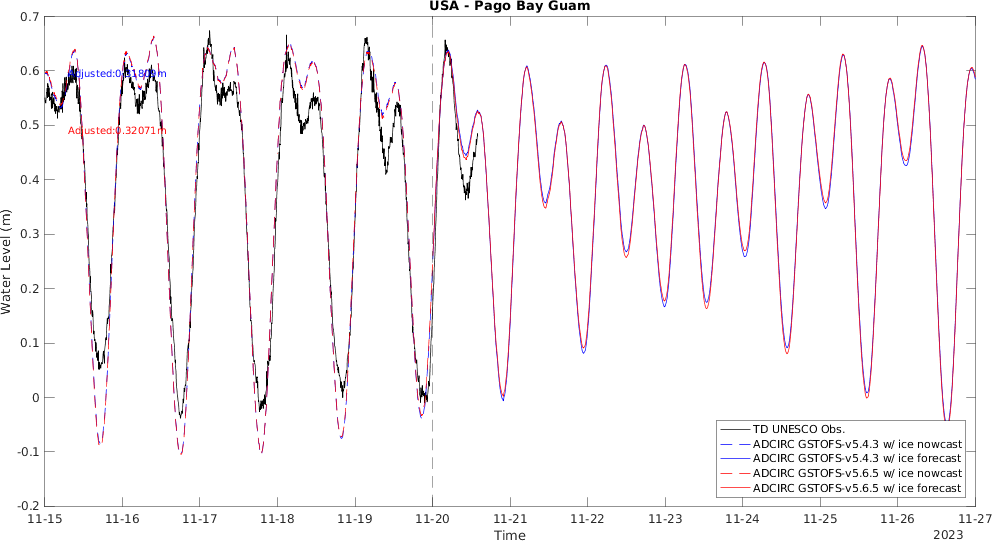 USA - Pago Bay Guam
0.7
0.6
0.5
0.4
0.3
0.2
0.1
0
-0.1
-0.2
Water Level (m)
Adjusted:0.32071m
TD UNESCO Obs.
ADCIRC GSTOFS-v5.4.3 w/ ice nowcast
ADCIRC GSTOFS-v5.4.3 w/ ice forecast
ADCIRC GSTOFS-v5.6.5 w/ ice nowcast
ADCIRC GSTOFS-v5.6.5 w/ ice forecast
11-15 11-16 11-17 11-18 11-19 11-20 11-21 11-22 11-23 11-24 11-25 11-26 11-27
Time
2023